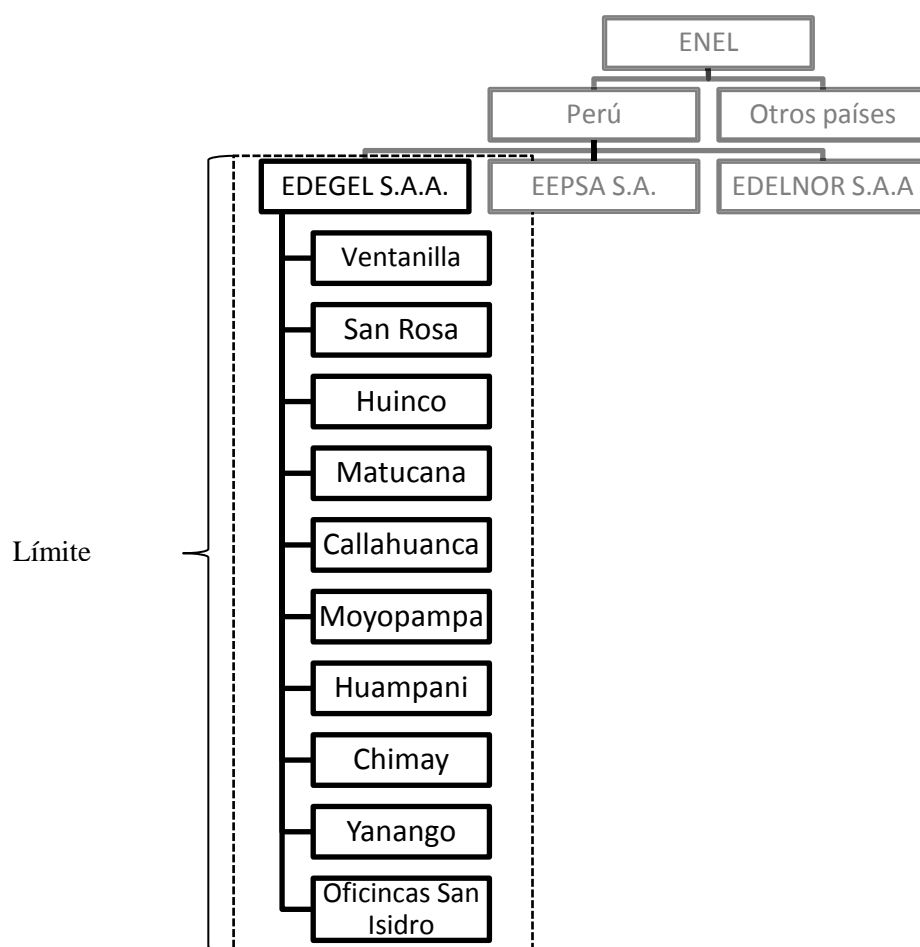 ENEL
Perú
Otros países
EDEGEL S.A.A.
EEPSA S.A.
EDELNOR S.A.A
Ventanilla
San Rosa
Huinco
Matucana
Límite
Callahuanca
Moyopampa
Huampani
Chimay
Yanango
Oficincas San
Isidro